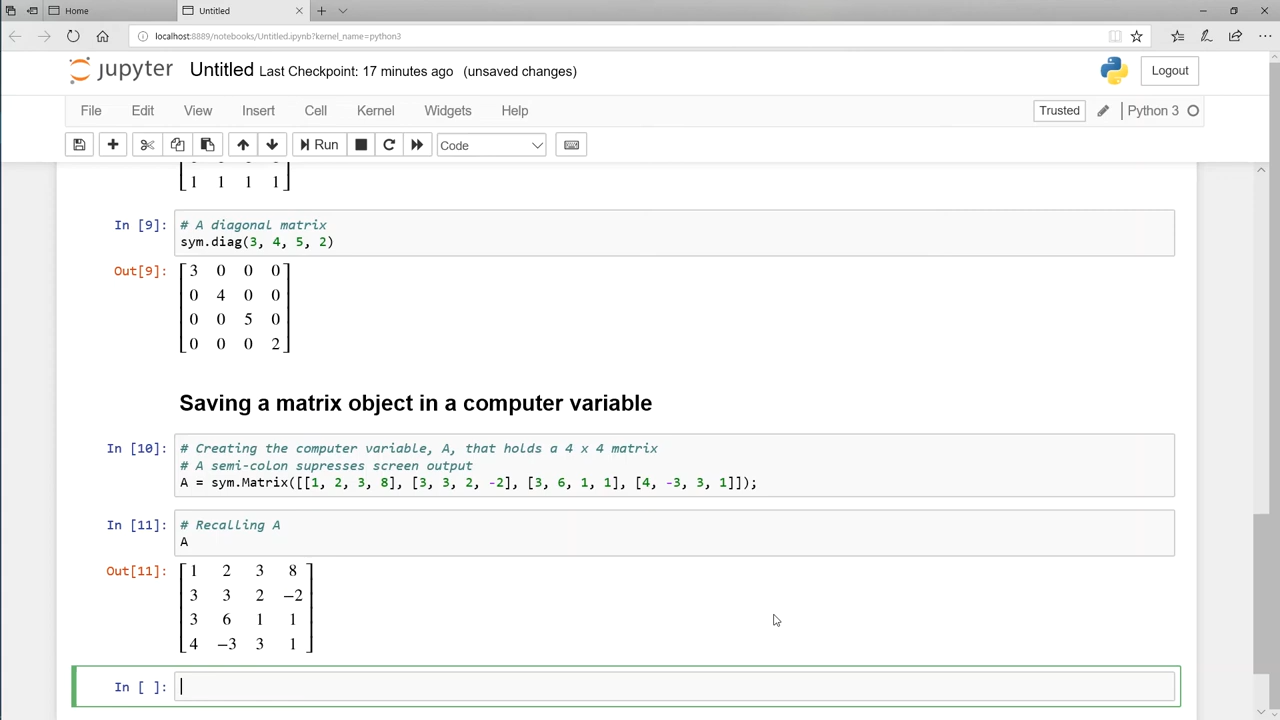 Home
Untitled
localhost:8889/notebooks/Untitled.ipynb?kernel_name=python3
jupyter Untitled Last Checkpoint: 17 minutes ago (unsaved changes) Logout
File Edit View Insert Cell Kernel Widgets Help Trusted Python 3
Run Code
1 1 1 1
In [9]: # A diagonal matrix
sym.diag(3, 4, 5, 2)
Out[9]: 3 0 0 0
0 4 0 0
0 0 5 0
0 0 0 2
Saving a matrix object in a computer variable
In [10]: # Creating the computer variable, A, that holds a 4 x 4 matrix
# A semi-colon supresses screen output
A = sym.Matrix([[1, 2, 3, 8], [3, 3, 2, -2], [3, 6, 1, 1], [4, -3, 3, 1]]);
In [11]: # Recalling A
A
Out[11]: 1 2 3 8
3 3 2 −2
3 6 1 1
4 −3 3 1
In [ ]: